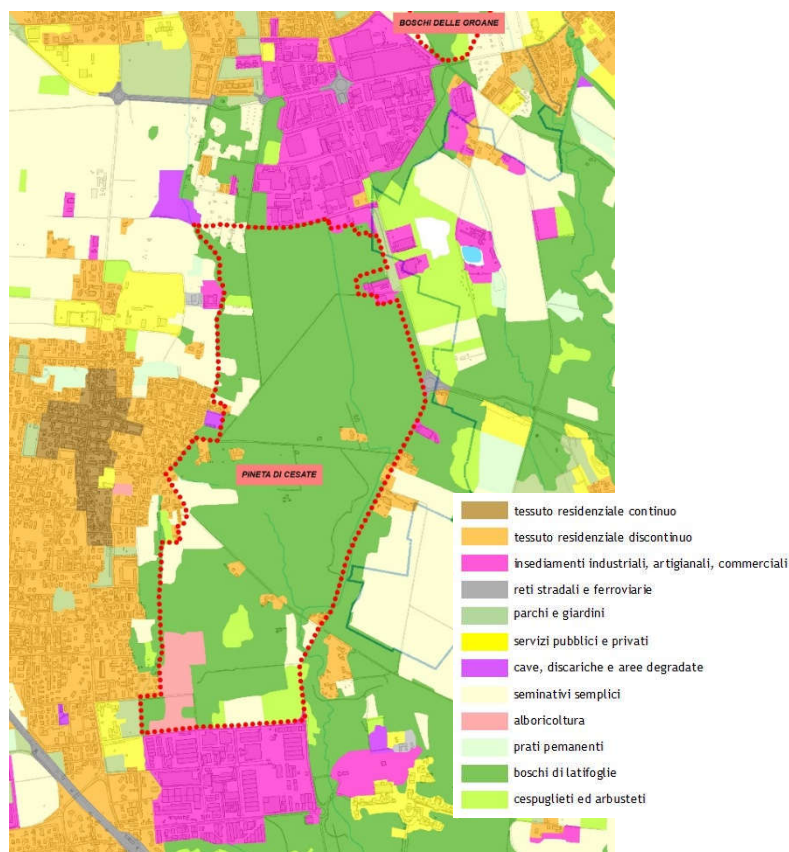 BOSCHI DELLE GROANE
PINETA DI CESATE
tessuto residenziale continuo
tessuto residenziale discontinuo
insediamenti industriali, artigianali, commerciali
reti stradali e ferroviarie
parchi e giardini
servizi pubblici e privati
cave, discariche e aree degradate
seminativi semplici
alboricoltura
prati pemanenti
boschi di latifoglie
cespuglieti ed arbusteti